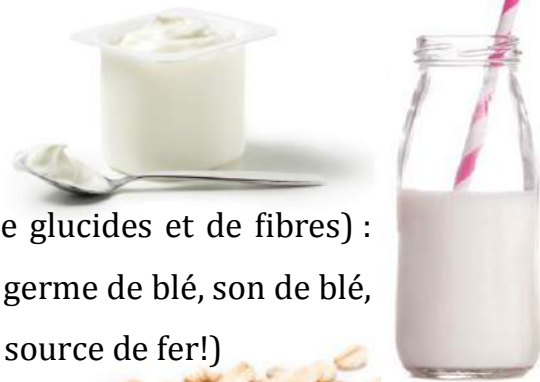 e glucides et de fibres) :
germe de blé, son de blé,
source de fer!)